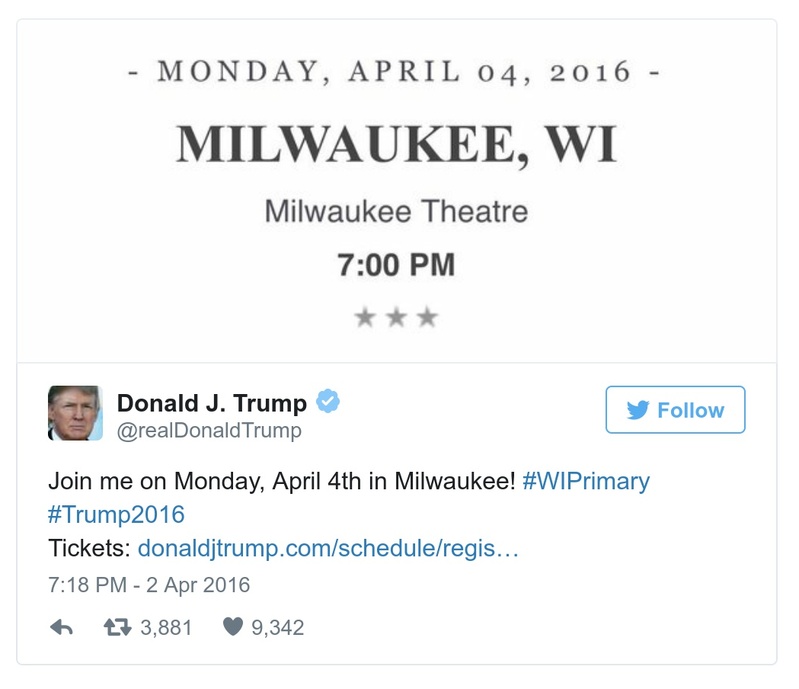 - MONDAY, APRIL 04, 2016 -
MILWAUKEE, WI
Milwaukee Theatre
7:00 PM
Donald J. Trump
@realDonaldTrump
Follow
Join me on Monday, April 4th in Milwaukee! #WIPrimary
#Trump2016
Tickets: donaldjtrump.com/schedule/regis…
7:18 PM - 2 Apr 2016
3,881 9,342